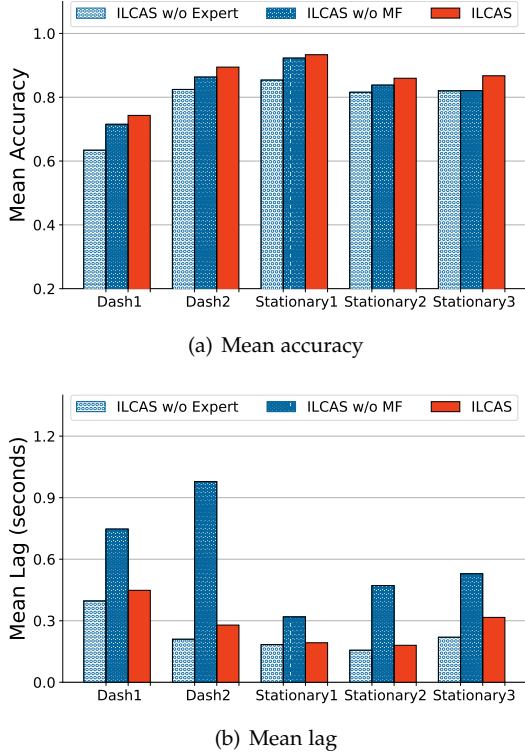 ILCAS w/o Expert ILCAS w/o MF ILCAS
Mean Accuracy
1.0
0.8
0.6
0.4
0.2
Dash1 Dash2 Stationary1 Stationary2 Stationary3
(a) Mean accuracy
ILCAS w/o Expert ILCAS w/o MF ILCAS
Mean Lag (seconds)
1.2
0.9
0.6
0.3
0.0
Dash1 Dash2 Stationary1 Stationary2 Stationary3
(b) Mean lag